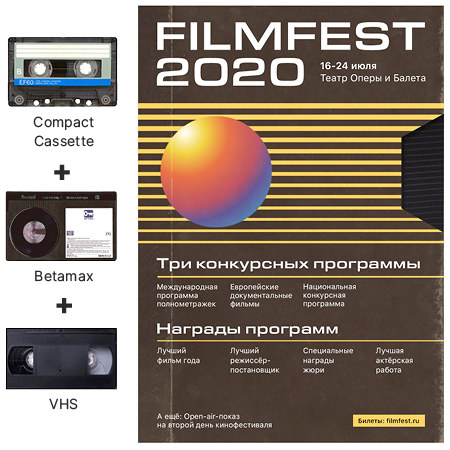 FILMFEST
2020
16-24 июля
Театр Оперы и Балета
B
EF60
Compact
Cassette
+
Betamax
+
VHS
Три конкурсных программы
Международная
программа
полнометражек
Европейские
документальные
фильмы
Национальная
конкурсная
программа
Награды программ
Лучший
фильм года
Лучший
режиссёр-
постановщик
Специальные
награды
жюри
Лучшая
актёрская
работа
А ещё: Open-air-показ
на второй день кинофестиваля
Билеты: filmfest.ru